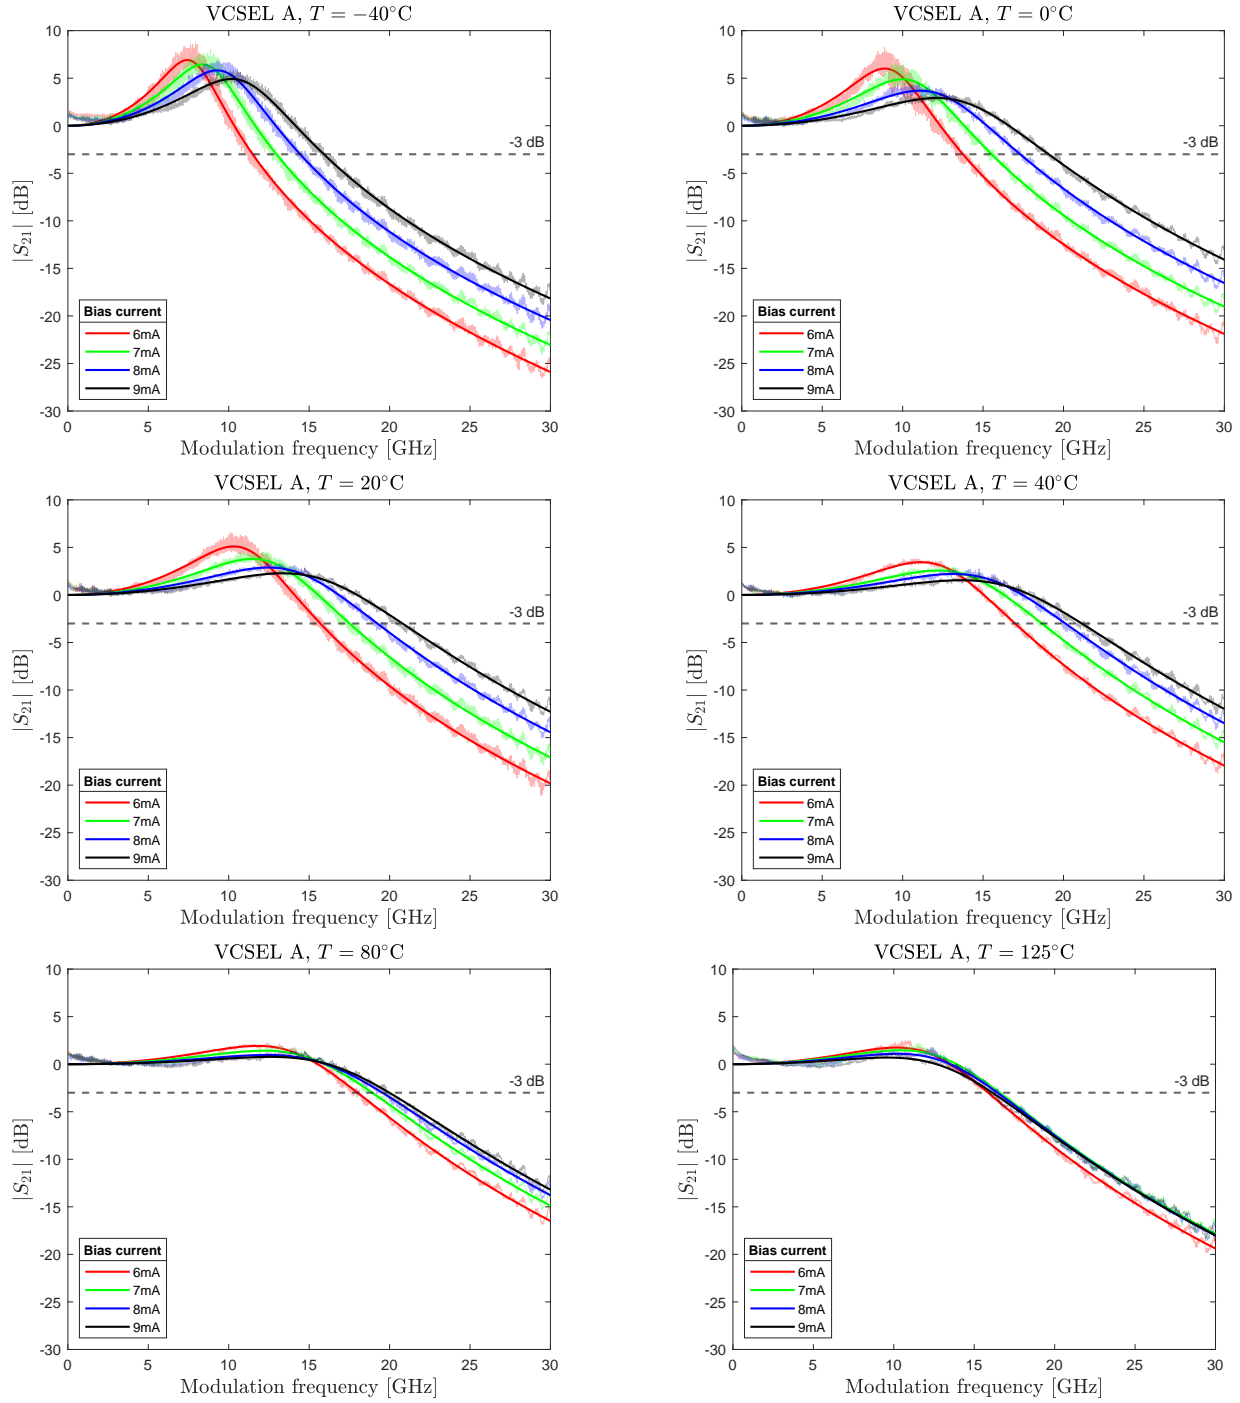 VCSEL A, T = −40°C
10
5
0
-5
-10
-15
-20
-25
-30
|S21| [dB]
-3 dB
Bias current
6mA
7mA
8mA
9mA
0 5 10 15 20 25 30
Modulation frequency [GHz]
VCSEL A, T = 0°C
10
5
0
-5
-10
-15
-20
-25
-30
|S21| [dB]
-3 dB
Bias current
6mA
7mA
8mA
9mA
0 5 10 15 20 25 30
Modulation frequency [GHz]
VCSEL A, T = 20°C
10
5
0
-5
-10
-15
-20
-25
-30
|S21| [dB]
-3 dB
Bias current
6mA
7mA
8mA
9mA
0 5 10 15 20 25 30
Modulation frequency [GHz]
VCSEL A, T = 40°C
10
5
0
-5
-10
-15
-20
-25
-30
|S21| [dB]
-3 dB
Bias current
6mA
7mA
8mA
9mA
0 5 10 15 20 25 30
Modulation frequency [GHz]
VCSEL A, T = 80°C
10
5
0
-5
-10
-15
-20
-25
-30
|S21| [dB]
-3 dB
Bias current
6mA
7mA
8mA
9mA
0 5 10 15 20 25 30
Modulation frequency [GHz]
VCSEL A, T = 125°C
10
5
0
-5
-10
-15
-20
-25
-30
|S21| [dB]
-3 dB
Bias current
6mA
7mA
8mA
9mA
0 5 10 15 20 25 30
Modulation frequency [GHz]